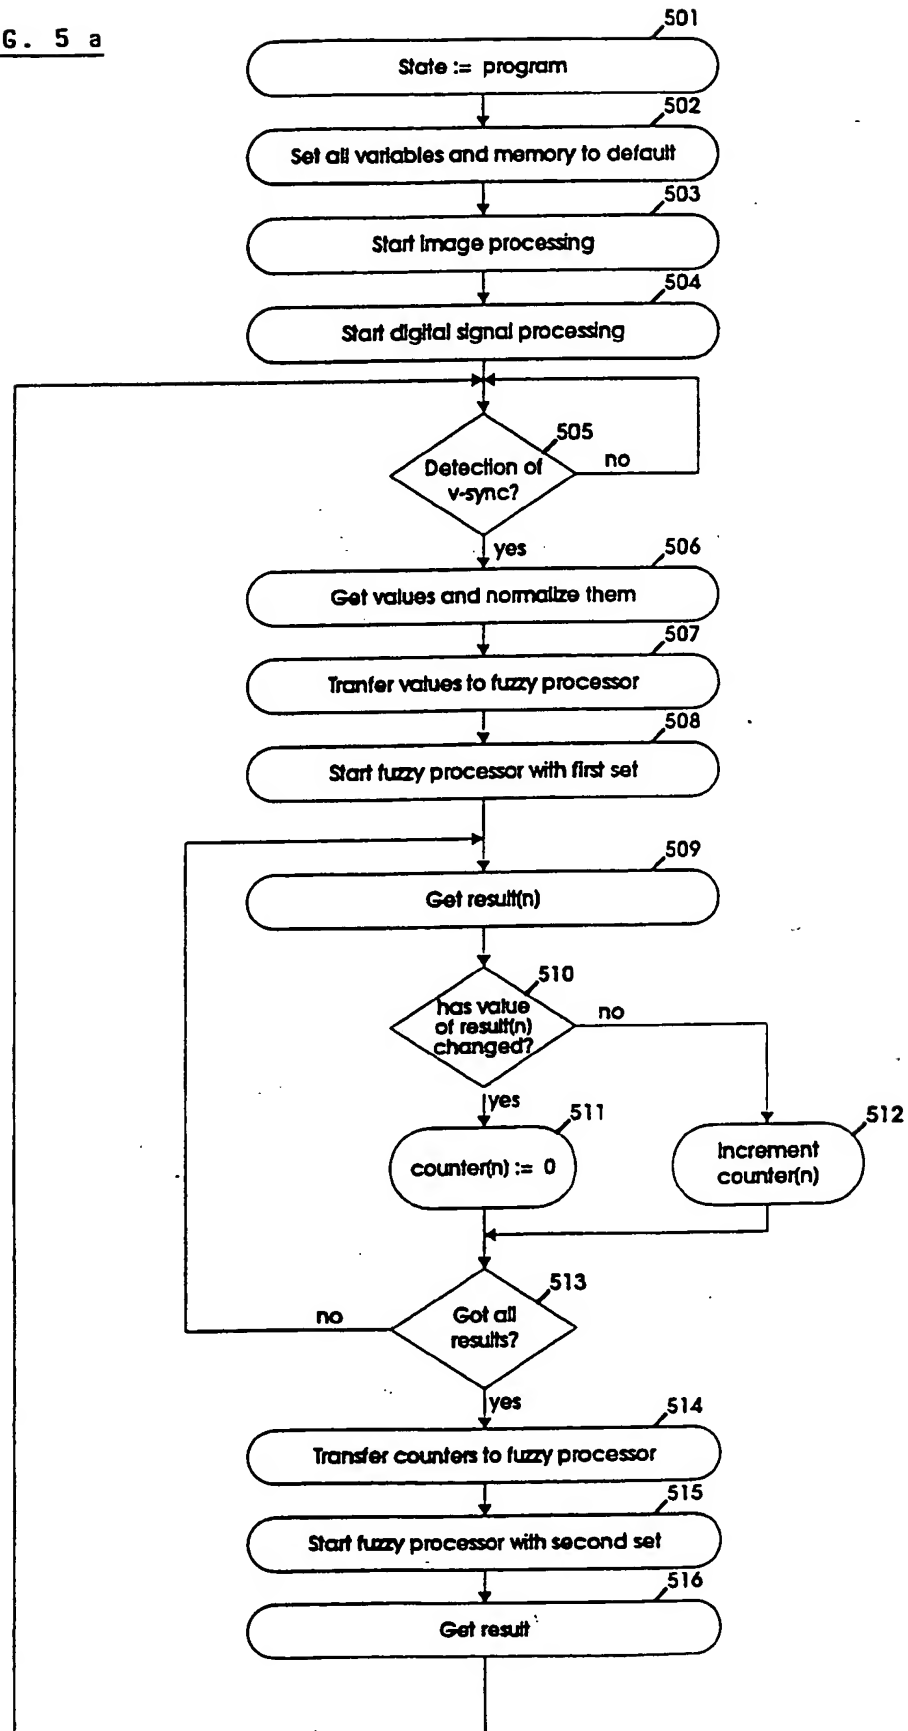 G. 5 a
501
State := program
502
Set all variables and memory to default
503
Start image processing
504
Start digital signal processing
505
Detection of
v-sync?
no
yes
506
Get values and normalize them
507
Tranfer values to fuzzy processor
508
Start fuzzy processor with first set
509
Get result(n)
510
has value
of result(n)
changed?
no
yes
511
counter(n) := 0
512
Increment
counter(n)
513
Got all
results?
no
yes
514
Transfer counters to fuzzy processor
515
Start fuzzy processor with second set
516
Get result